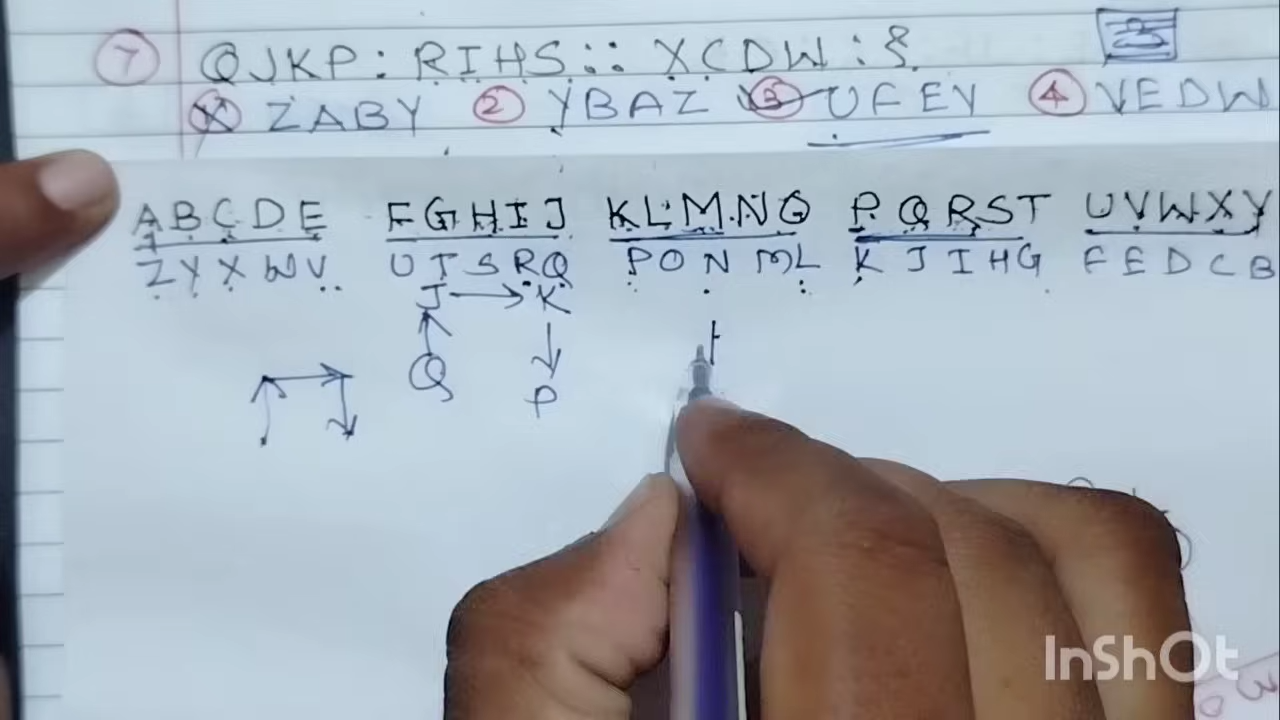 7 QJKP : RIHS :: XCDW : ?
1 ZABY 2 YBAZ 3 UFEV 4 VEDW
ABCDE FGHIJ KLMNO PQRST UVWXY
ZYXWV UTSRQ PONML KJIHG FEDCB
J → K
Q P
InShOt